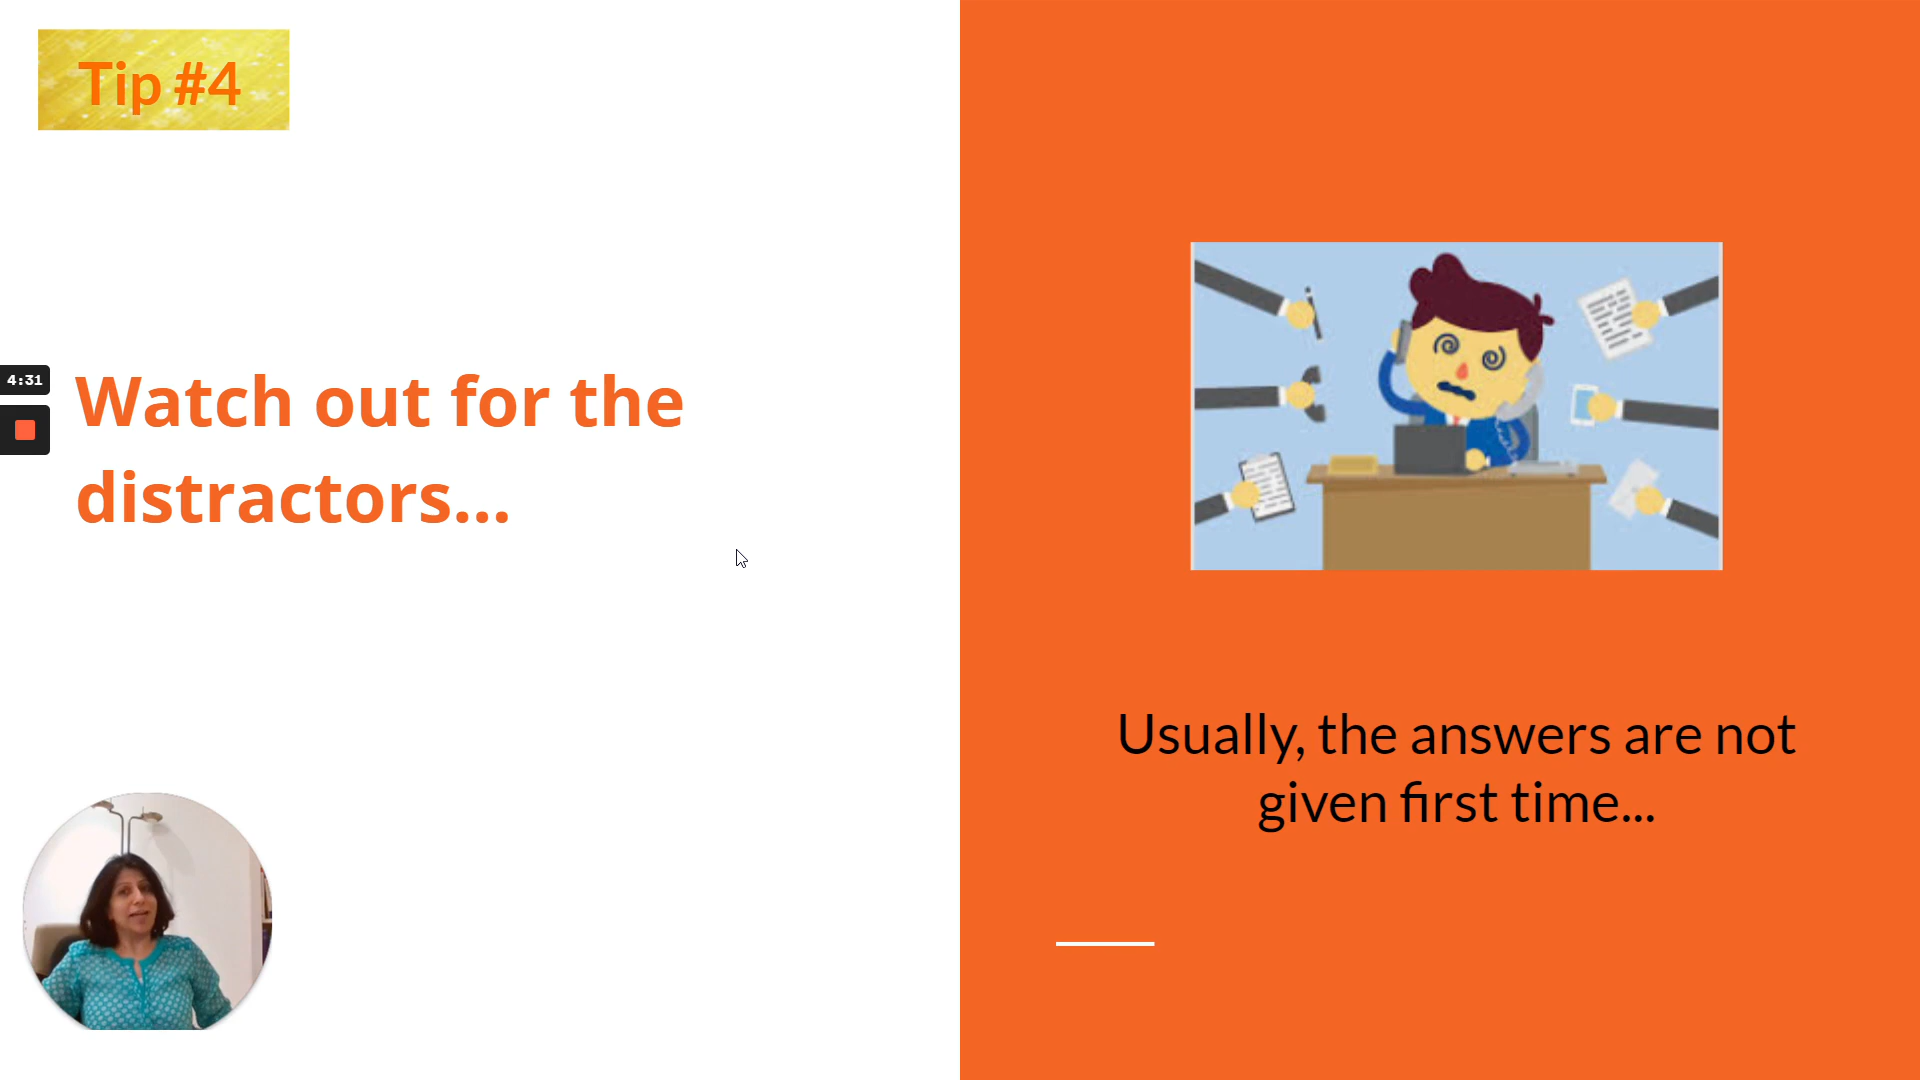 Tip #4
4:31
Watch out for the
distractors...
Usually, the answers are not
given first time...